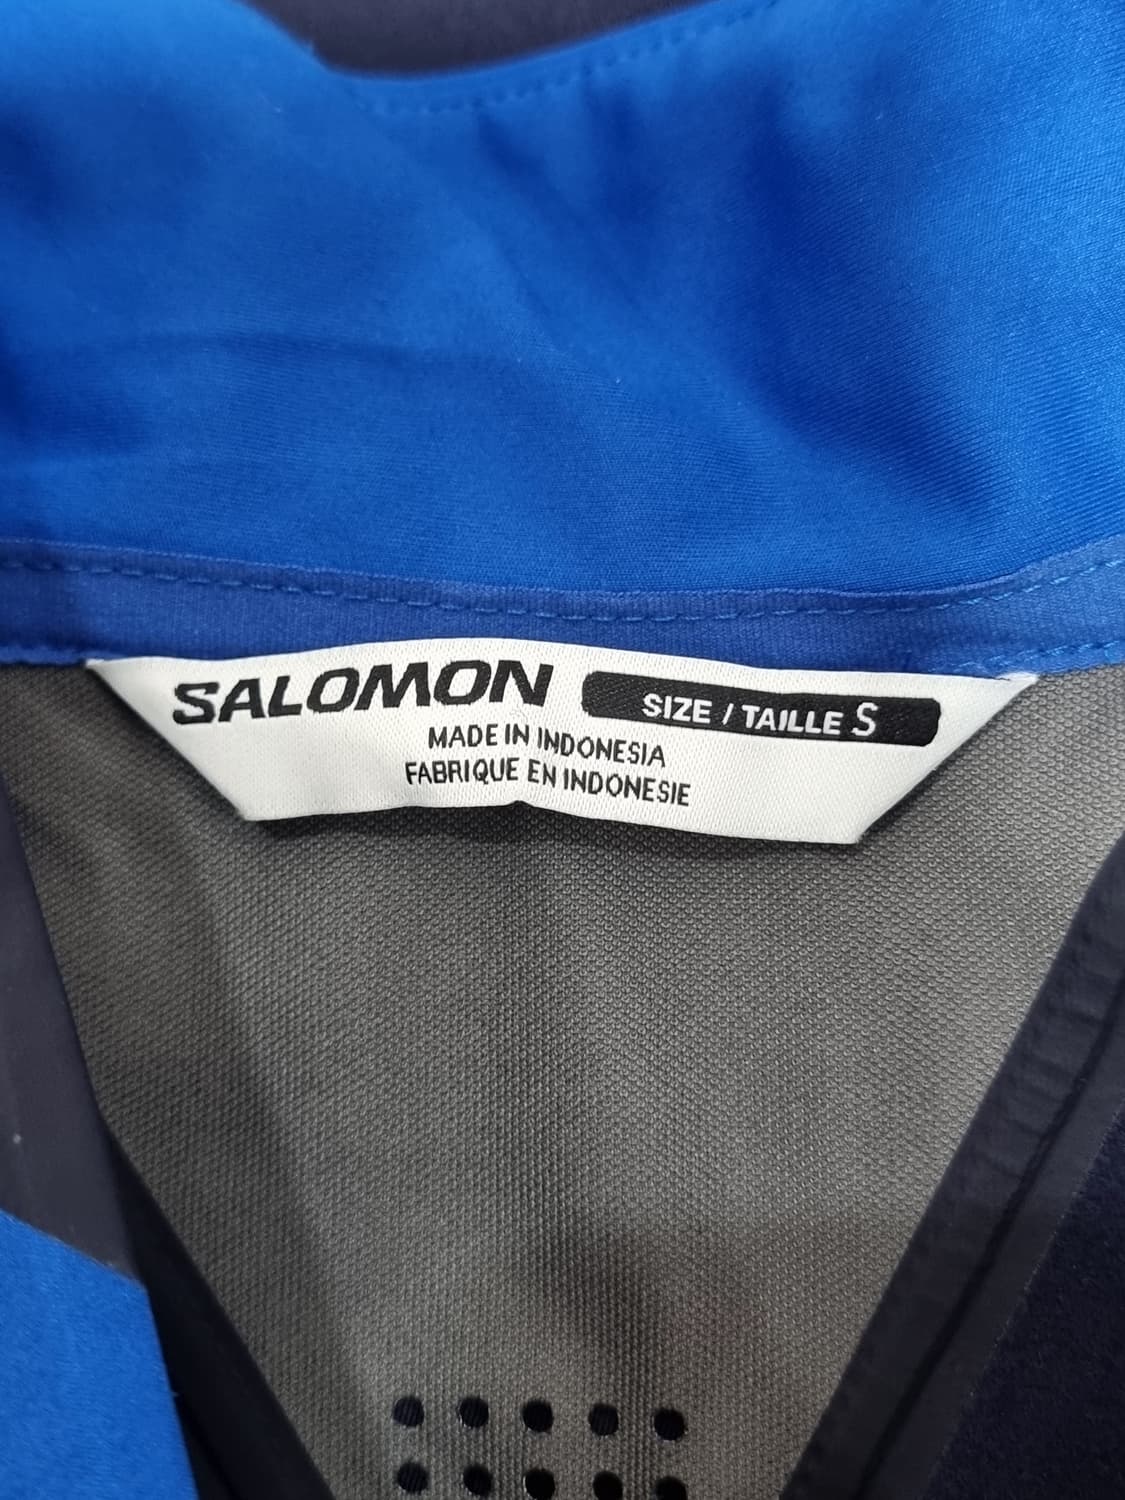 SALOMON SIZE / TAILLE S
MADE IN INDONESIA
FABRIQUE EN INDONESIE